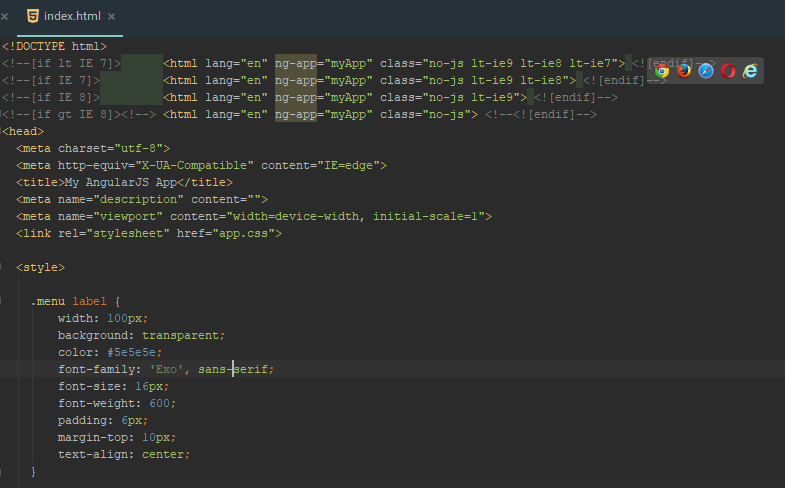 index.html
<!DOCTYPE html>
<!--[if lt IE 7]>      <html lang="en" ng-app="myApp" class="no-js lt-ie9 lt-ie8 lt-ie7"> <![endif]-->
<!--[if IE 7]>         <html lang="en" ng-app="myApp" class="no-js lt-ie9 lt-ie8"> <![endif]-->
<!--[if IE 8]>         <html lang="en" ng-app="myApp" class="no-js lt-ie9"> <![endif]-->
<!--[if gt IE 8]><!--> <html lang="en" ng-app="myApp" class="no-js"> <!--<![endif]-->
<head>
  <meta charset="utf-8">
  <meta http-equiv="X-UA-Compatible" content="IE=edge">
  <title>My AngularJS App</title>
  <meta name="description" content="">
  <meta name="viewport" content="width=device-width, initial-scale=1">
  <link rel="stylesheet" href="app.css">
  <style>
    .menu label {
        width: 100px;
        background: transparent;
        color: #5e5e5e;
        font-family: 'Exo', sans-serif;
        font-size: 16px;
        font-weight: 600;
        padding: 6px;
        margin-top: 10px;
        text-align: center;
    }